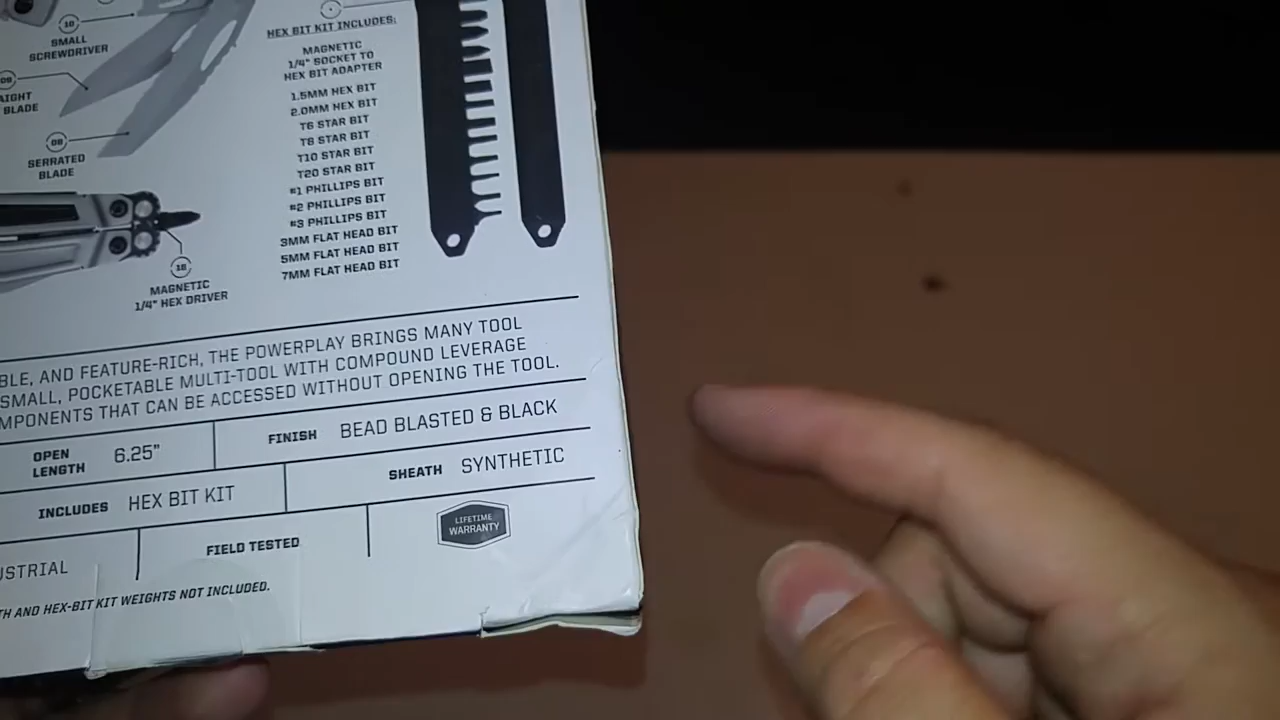 10
SMALL
SCREWDRIVER
09
AIGHT
BLADE
08
SERRATED
BLADE
HEX BIT KIT INCLUDES:
MAGNETIC
1/4" SOCKET TO
HEX BIT ADAPTER
1.5MM HEX BIT
2.0MM HEX BIT
T6 STAR BIT
T8 STAR BIT
T10 STAR BIT
T20 STAR BIT
#1 PHILLIPS BIT
#2 PHILLIPS BIT
#3 PHILLIPS BIT
3MM FLAT HEAD BIT
5MM FLAT HEAD BIT
7MM FLAT HEAD BIT
MAGNETIC
1/4" HEX DRIVER
BLE, AND FEATURE-RICH, THE POWERPLAY BRINGS MANY TOOL
SMALL, POCKETABLE MULTI-TOOL WITH COMPOUND LEVERAGE
MPONENTS THAT CAN BE ACCESSED WITHOUT OPENING THE TOOL.
OPEN LENGTH 6.25"
FINISH BEAD BLASTED & BLACK
INCLUDES HEX BIT KIT
SHEATH SYNTHETIC
USTRIAL
FIELD TESTED
LIFETIME
WARRANTY
TH AND HEX-BIT KIT WEIGHTS NOT INCLUDED.